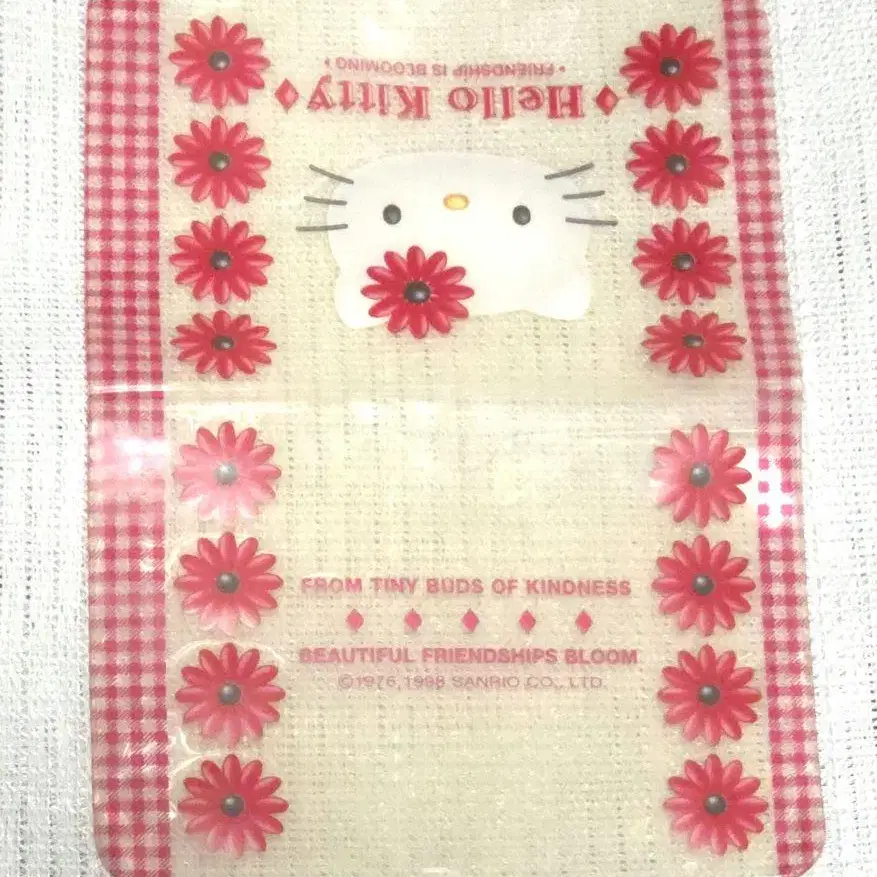 Hello Kitty
• FRIENDSHIP IS BLOOMING •
FROM TINY BUDS OF KINDNESS
BEAUTIFUL FRIENDSHIPS BLOOM
©1976,1998 SANRIO CO., LTD.